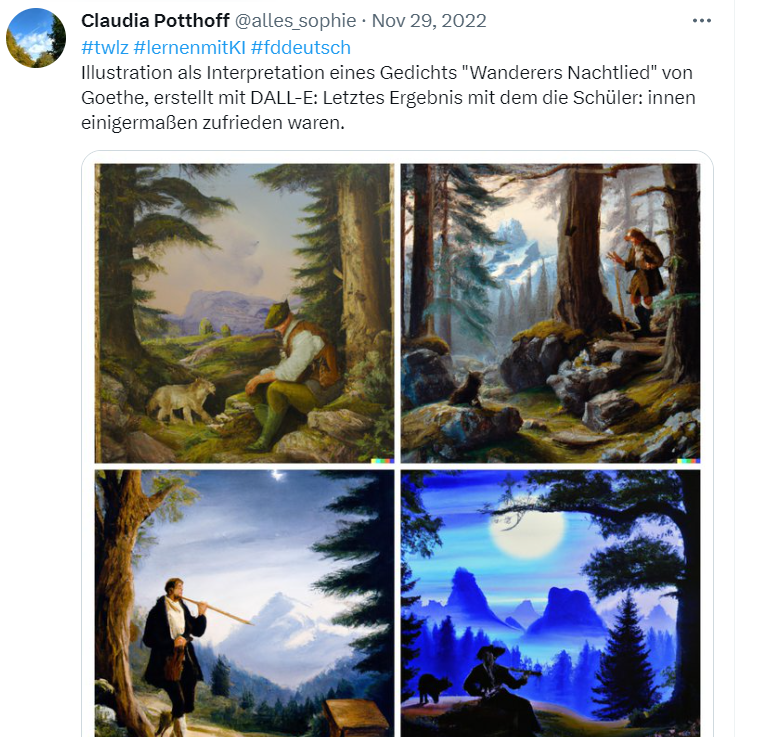 Claudia Potthoff @alles_sophie · Nov 29, 2022
#twlz #lernenmitKI #fddeutsch
Illustration als Interpretation eines Gedichts "Wanderers Nachtlied" von
Goethe, erstellt mit DALL-E: Letztes Ergebnis mit dem die Schüler: innen
einigermaßen zufrieden waren.